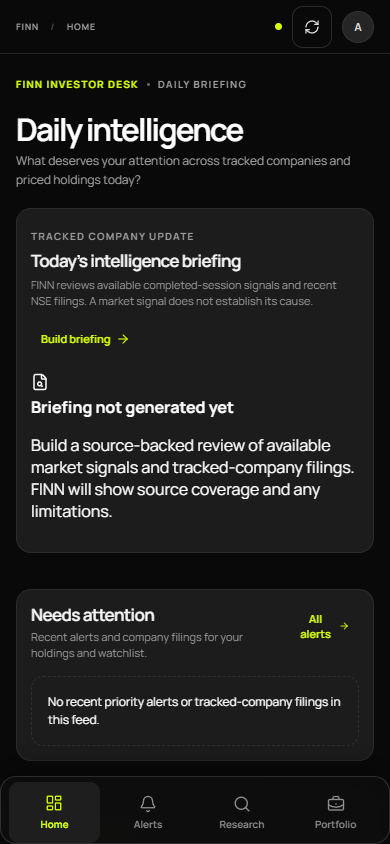 FINN / HOME
A
FINN INVESTOR DESK • DAILY BRIEFING
Daily intelligence
What deserves your attention across tracked companies and
priced holdings today?
TRACKED COMPANY UPDATE
Today's intelligence briefing
FINN reviews available completed-session signals and recent
NSE filings. A market signal does not establish its cause.
Build briefing →
Briefing not generated yet
Build a source-backed review of available
market signals and tracked-company filings.
FINN will show source coverage and any
limitations.
Needs attention
Recent alerts and company filings for your
holdings and watchlist.
All
alerts →
No recent priority alerts or tracked-company filings in
this feed.
Home
Alerts
Research
Portfolio